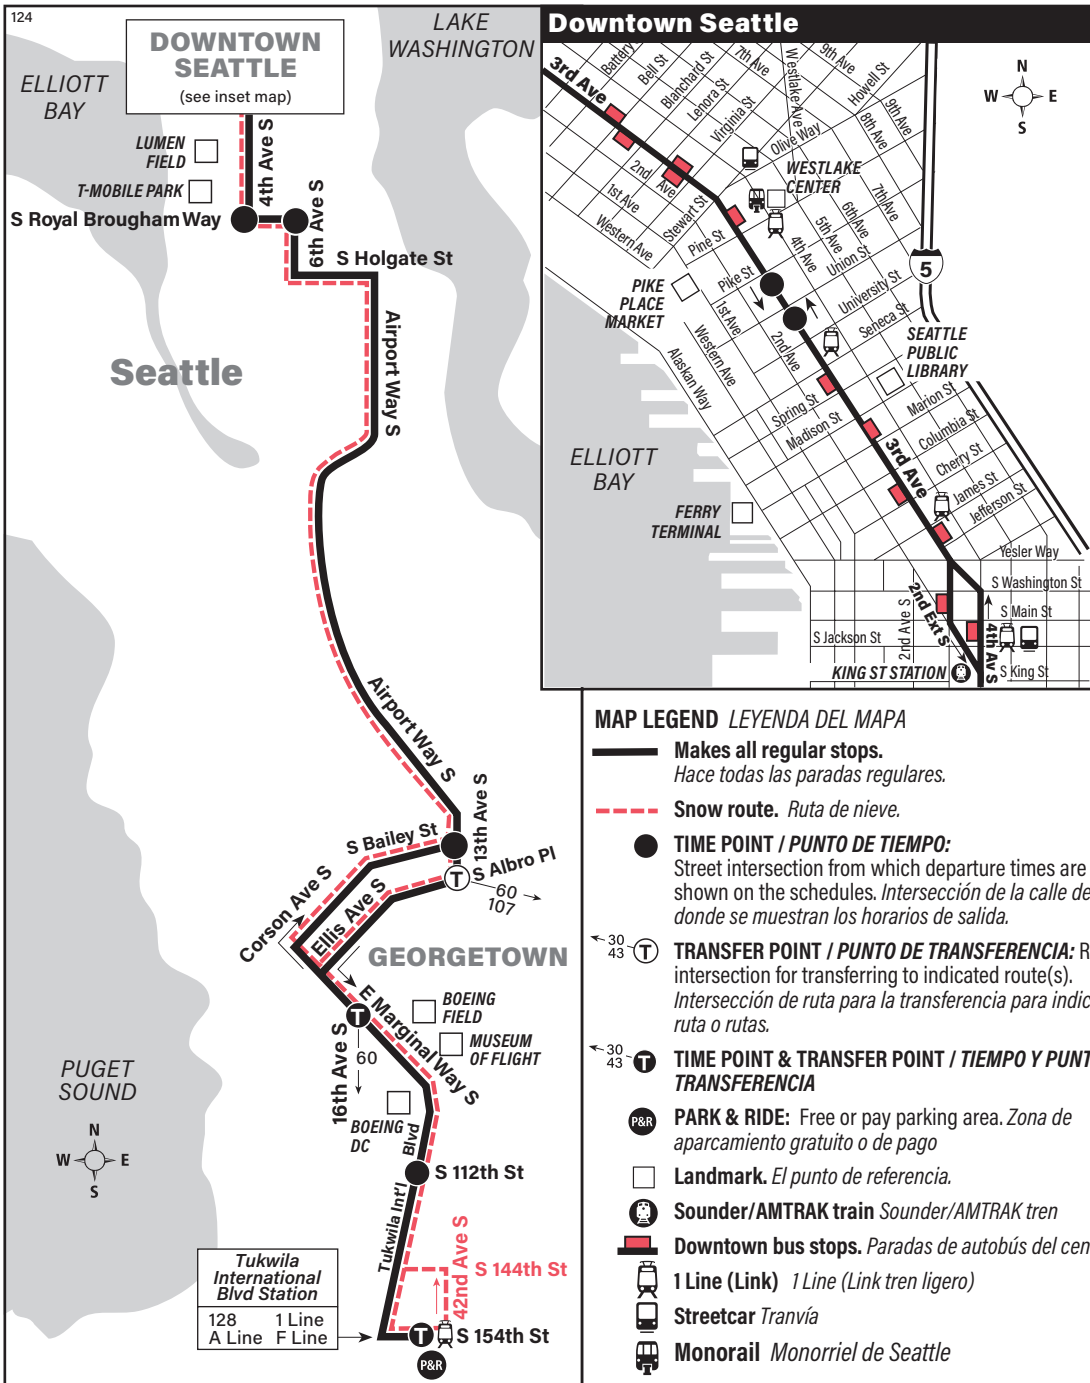 124
DOWNTOWN
SEATTLE
(see inset map)
LAKE
WASHINGTON
ELLIOTT
BAY
LUMEN
FIELD
T-MOBILE PARK
4th Ave S
S Royal Brougham Way
6th Ave S
S Holgate St
Airport Way S
Seattle
Airport Way S
S Bailey St
13th Ave S
S Albro Pl
T
60
107
Corson Ave S
Ellis Ave S
GEORGETOWN
E Marginal Way S
T
60
16th Ave S
BOEING
FIELD
MUSEUM
OF FLIGHT
BOEING
DC
PUGET
SOUND
N
W E
S
Tukwila Int'l Blvd
S 112th St
42nd Ave S
S 144th St
Tukwila
International
Blvd Station
128 1 Line
A Line F Line
T
S 154th St
P&R
Downtown Seattle
3rd Ave
Battery
Bell St
Blanchard St
Lenora St
Virginia St
7th Ave
Westlake Ave
9th Ave
Howell St
9th Ave
8th Ave
Olive Way
N
W E
S
2nd Ave
1st Ave
Western Ave
Stewart St
WESTLAKE
CENTER
7th Ave
6th Ave
5th Ave
4th Ave
Pine St
Pike St
Union St
University St
Seneca St
5
PIKE
PLACE
MARKET
1st Ave
Western Ave
Alaskan Way
2nd Ave
SEATTLE
PUBLIC
LIBRARY
Spring St
Madison St
Marion St
Columbia St
Cherry St
James St
Jefferson St
3rd Ave
ELLIOTT
BAY
FERRY
TERMINAL
Yesler Way
S Washington St
S Main St
S Jackson St
2nd Ave S
2nd Ext S
4th Av S
S King St
KING ST STATION
MAP LEGEND LEYENDA DEL MAPA
Makes all regular stops.
Hace todas las paradas regulares.
Snow route. Ruta de nieve.
TIME POINT / PUNTO DE TIEMPO:
Street intersection from which departure times are
shown on the schedules. Intersección de la calle de
donde se muestran los horarios de salida.
30
43 T TRANSFER POINT / PUNTO DE TRANSFERENCIA: R
intersection for transferring to indicated route(s).
Intersección de ruta para la transferencia para indic
ruta o rutas.
30
43 T TIME POINT & TRANSFER POINT / TIEMPO Y PUNT
TRANSFERENCIA
P&R PARK & RIDE: Free or pay parking area. Zona de
aparcamiento gratuito o de pago
Landmark. El punto de referencia.
Sounder/AMTRAK train Sounder/AMTRAK tren
Downtown bus stops. Paradas de autobús del cen
1 Line (Link) 1 Line (Link tren ligero)
Streetcar Tranvía
Monorail Monorriel de Seattle